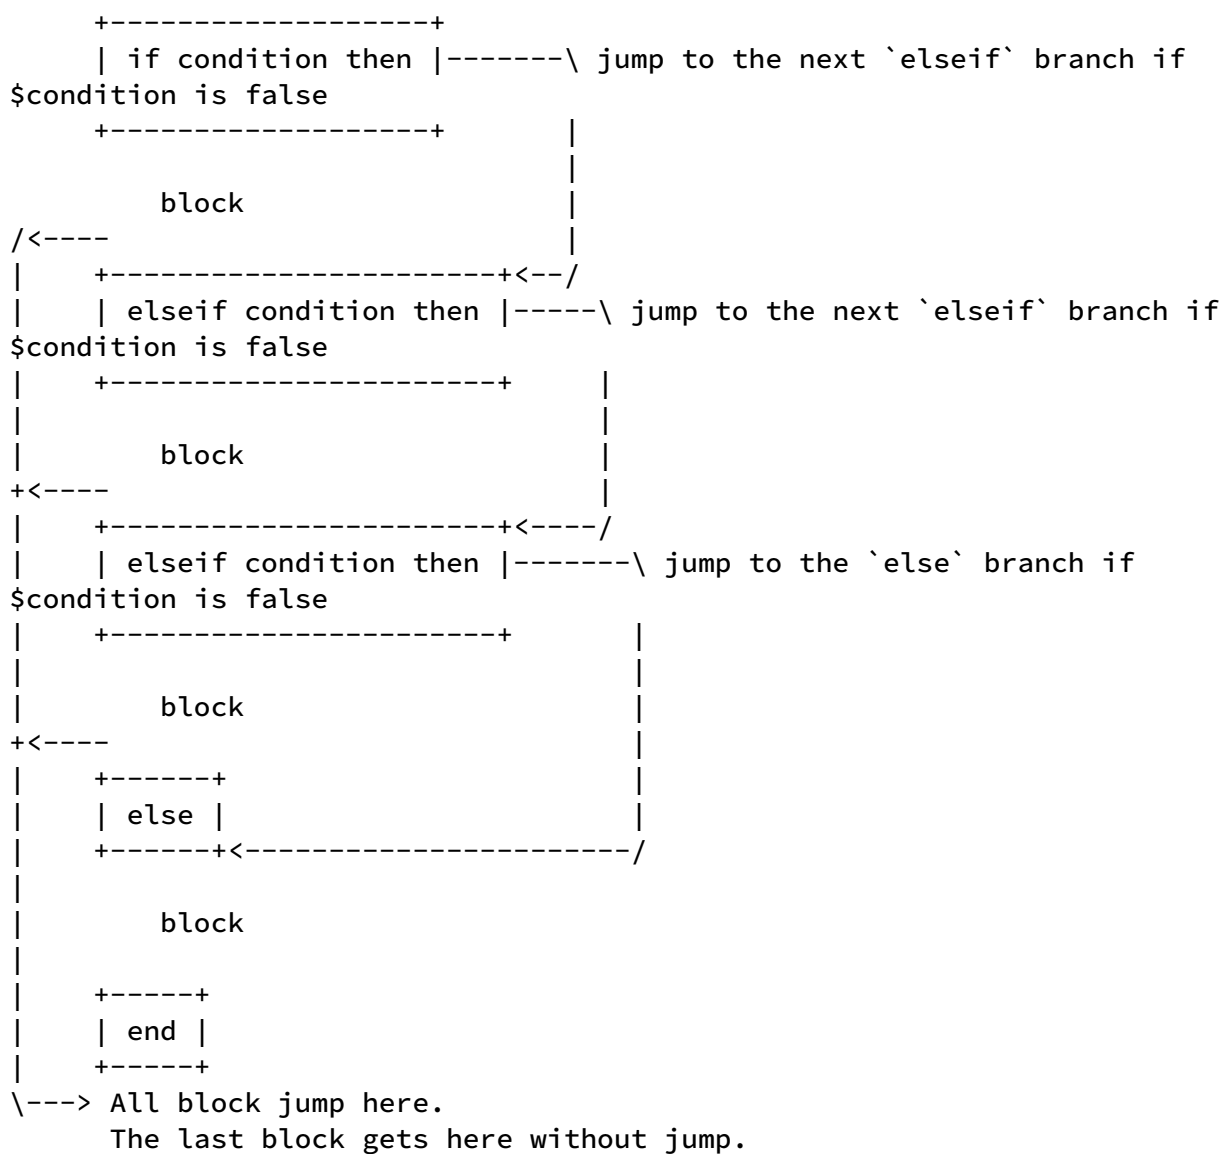 +-------------------+
| if condition then |-------\ jump to the next `elseif` branch if
$condition is false
+-------------------+       |
|
block                   |
/<----                            |
|    +-----------------------+<--/
|    | elseif condition then |-----\ jump to the next `elseif` branch if
$condition is false
|    +-----------------------+     |
|                                   |
|        block                      |
+<----                              |
|    +-----------------------+<----/
|    | elseif condition then |-------\ jump to the `else` branch if
$condition is false
|    +-----------------------+       |
|                                     |
|        block                        |
+<----                                |
|    +------+                         |
|    | else |                         |
|    +------+<-----------------------/
|
|        block
|
|    +-----+
|    | end |
|    +-----+
\---> All block jump here.
The last block gets here without jump.